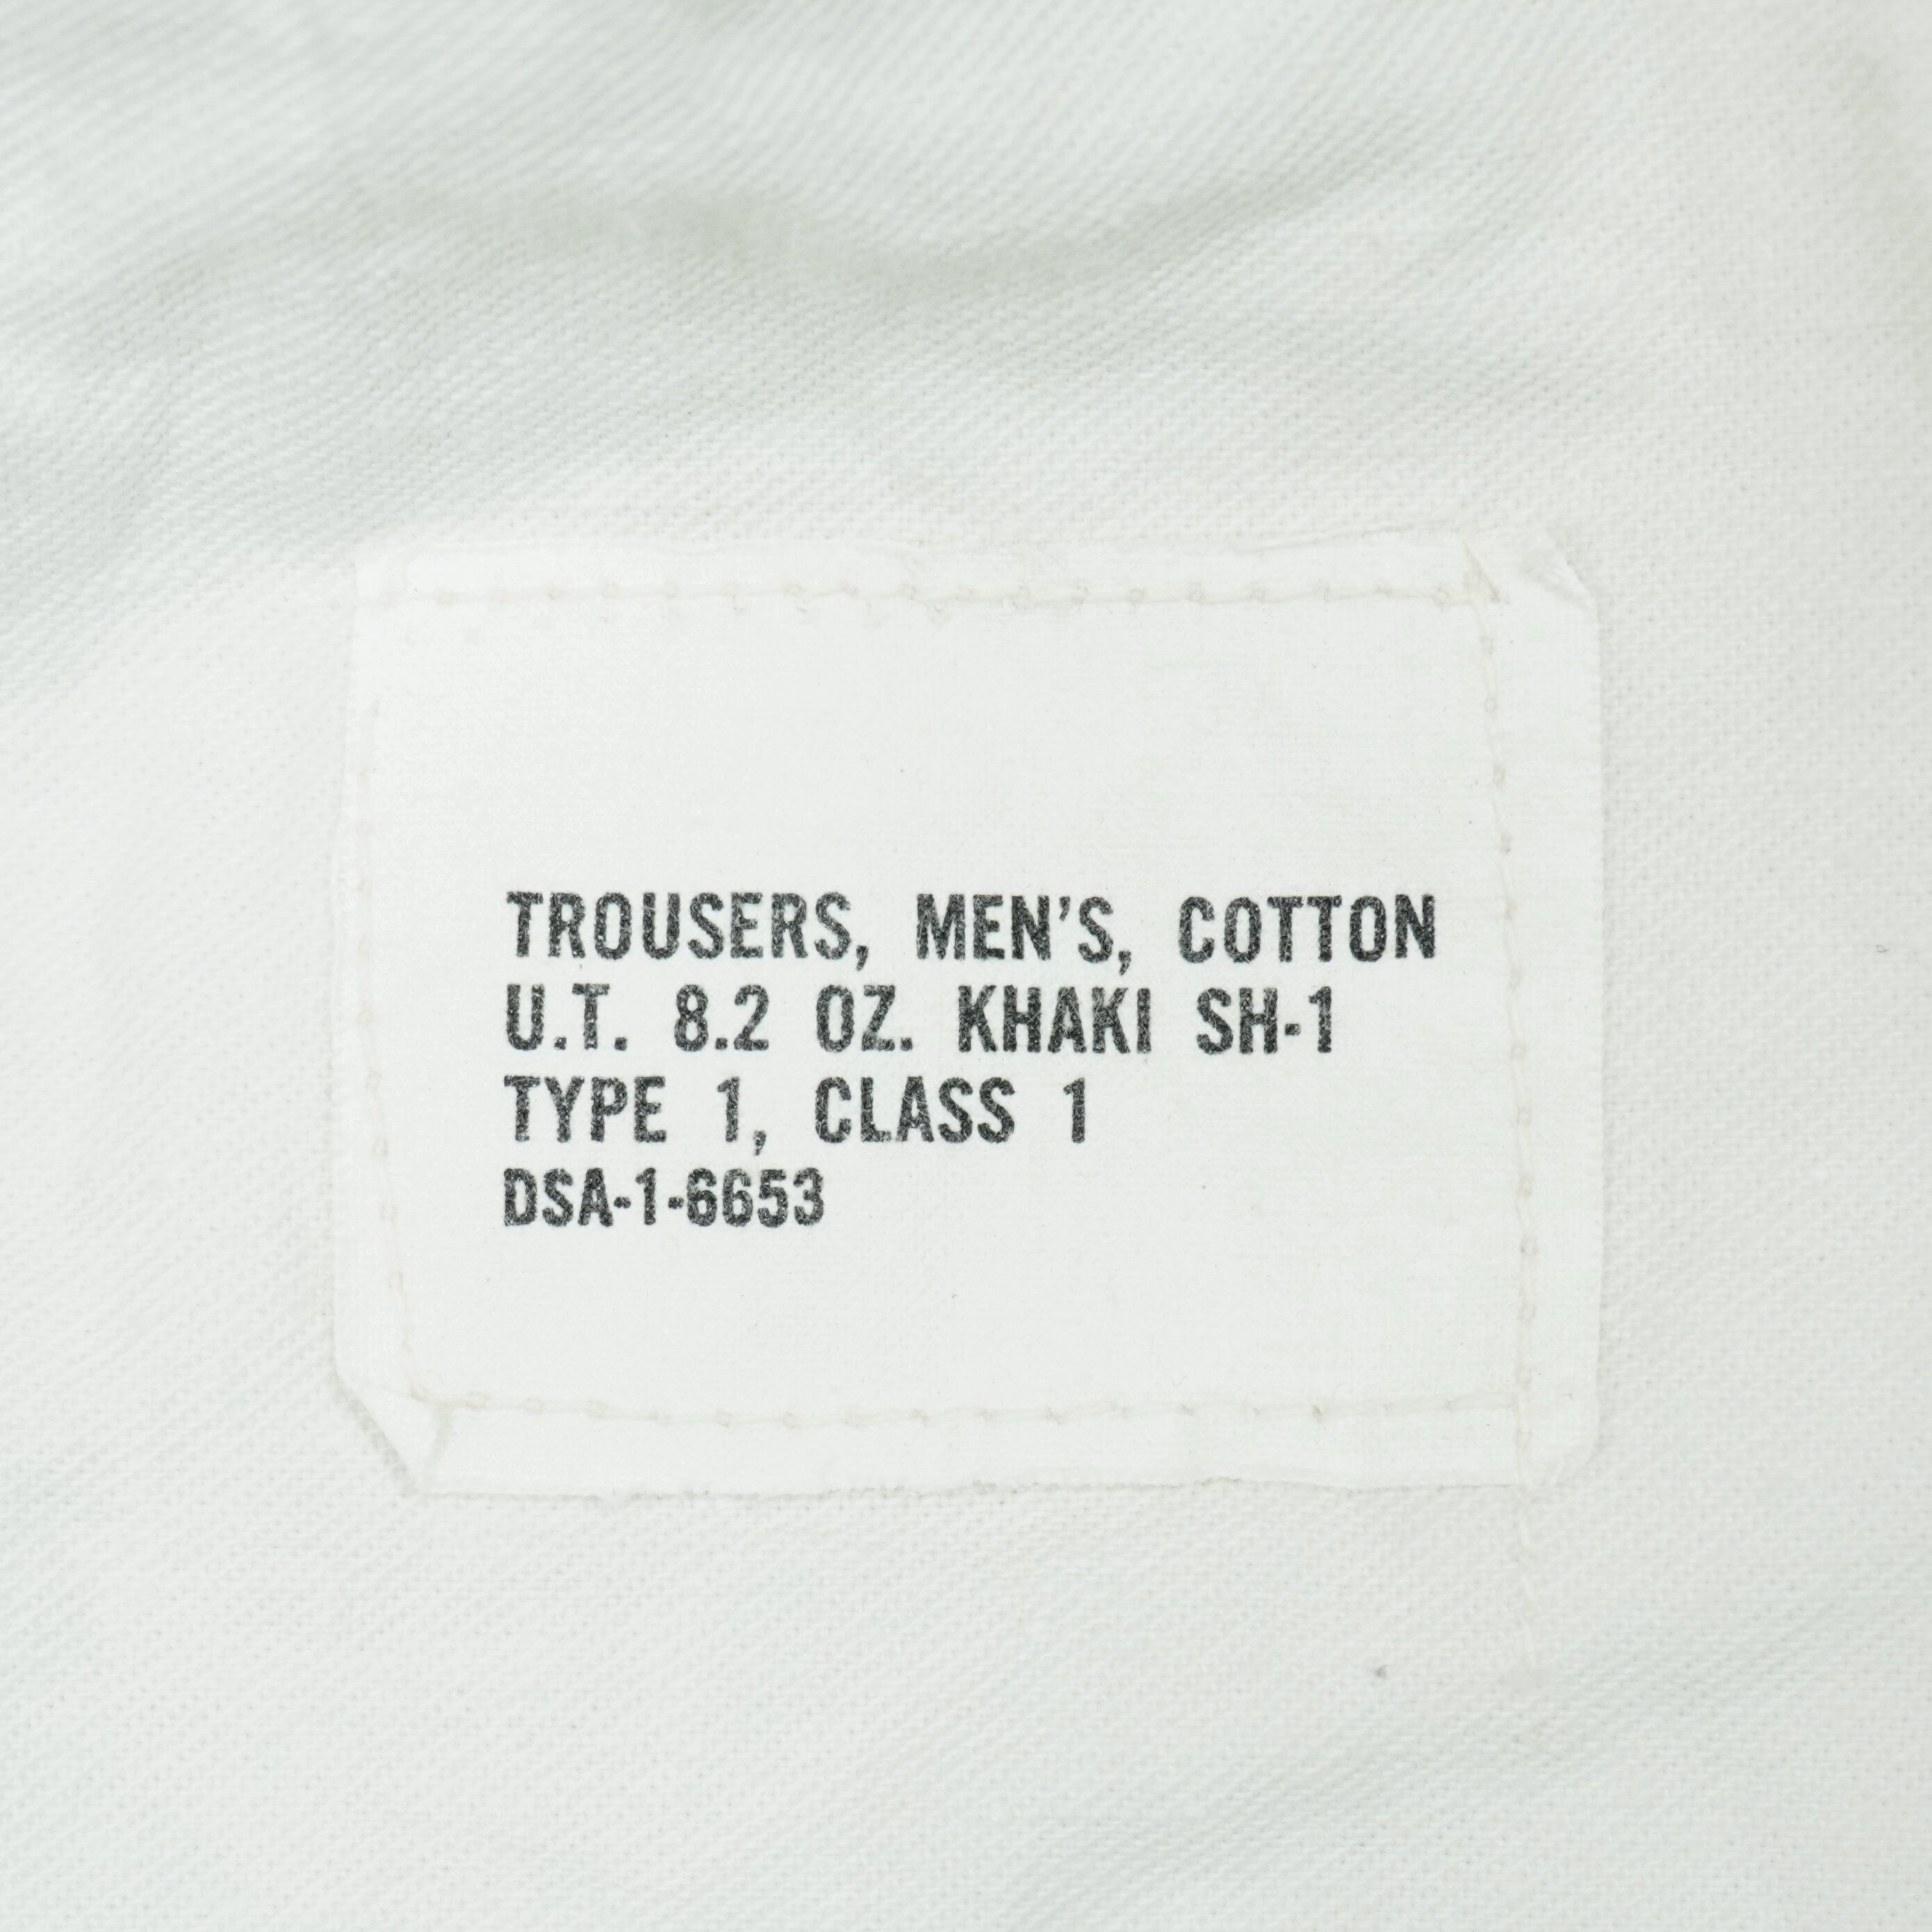 TROUSERS, MEN'S, COTTON
U.T. 8.2 OZ. KHAKI SH-1
TYPE 1, CLASS 1
DSA-1-6653